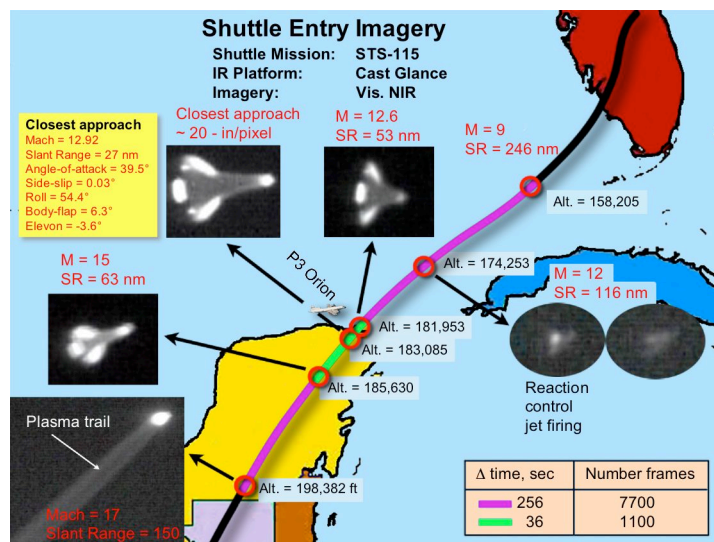 Shuttle Entry Imagery
Shuttle Mission: STS-115
IR Platform: Cast Glance
Imagery: Vis. NIR
Closest approach
Mach = 12.92
Slant Range = 27 nm
Angle-of-attack = 39.5°
Side-slip = 0.03°
Roll = 54.4°
Body-flap = 6.3°
Elevon = -3.6°
Closest approach
~ 20 - in/pixel
M = 12.6
SR = 53 nm
M = 9
SR = 246 nm
Alt. = 158,205
M = 15
SR = 63 nm
P3 Orion
Alt. = 174,253
M = 12
SR = 116 nm
Alt. = 181,953
Alt. = 183,085
Alt. = 185,630
Reaction
control
jet firing
Plasma trail
Alt. = 198,382 ft
Mach = 17
Slant Range = 150
Δ time, sec Number frames
256 7700
36 1100